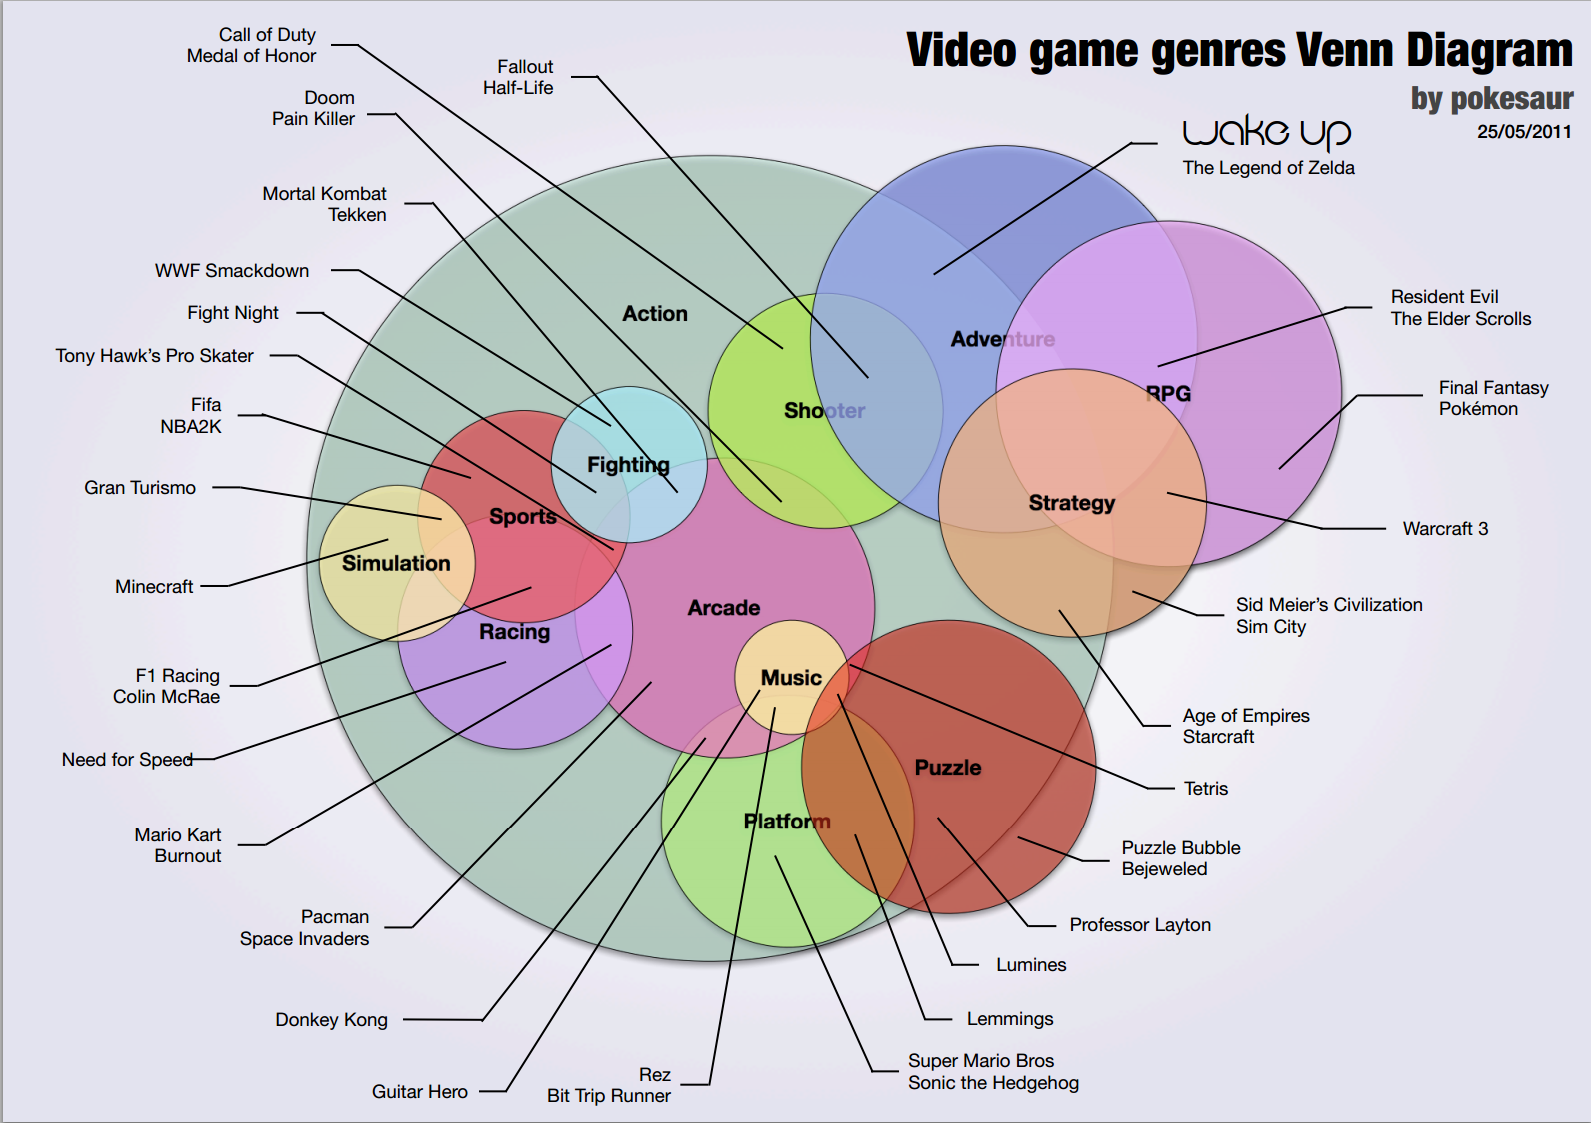 Video game genres Venn Diagram
by pokesaur
25/05/2011
Call of Duty
Medal of Honor
Fallout
Half-Life
Doom
Pain Killer
wake up
The Legend of Zelda
Mortal Kombat
Tekken
WWF Smackdown
Fight Night
Tony Hawk's Pro Skater
Fifa
NBA2K
Gran Turismo
Minecraft
F1 Racing
Colin McRae
Need for Speed
Mario Kart
Burnout
Pacman
Space Invaders
Donkey Kong
Guitar Hero
Rez
Bit Trip Runner
Action
Adventure
RPG
Shooter
Fighting
Sports
Strategy
Simulation
Arcade
Racing
Music
Puzzle
Platform
Resident Evil
The Elder Scrolls
Final Fantasy
Pokémon
Warcraft 3
Sid Meier's Civilization
Sim City
Age of Empires
Starcraft
Tetris
Puzzle Bubble
Bejeweled
Professor Layton
Lumines
Lemmings
Super Mario Bros
Sonic the Hedgehog